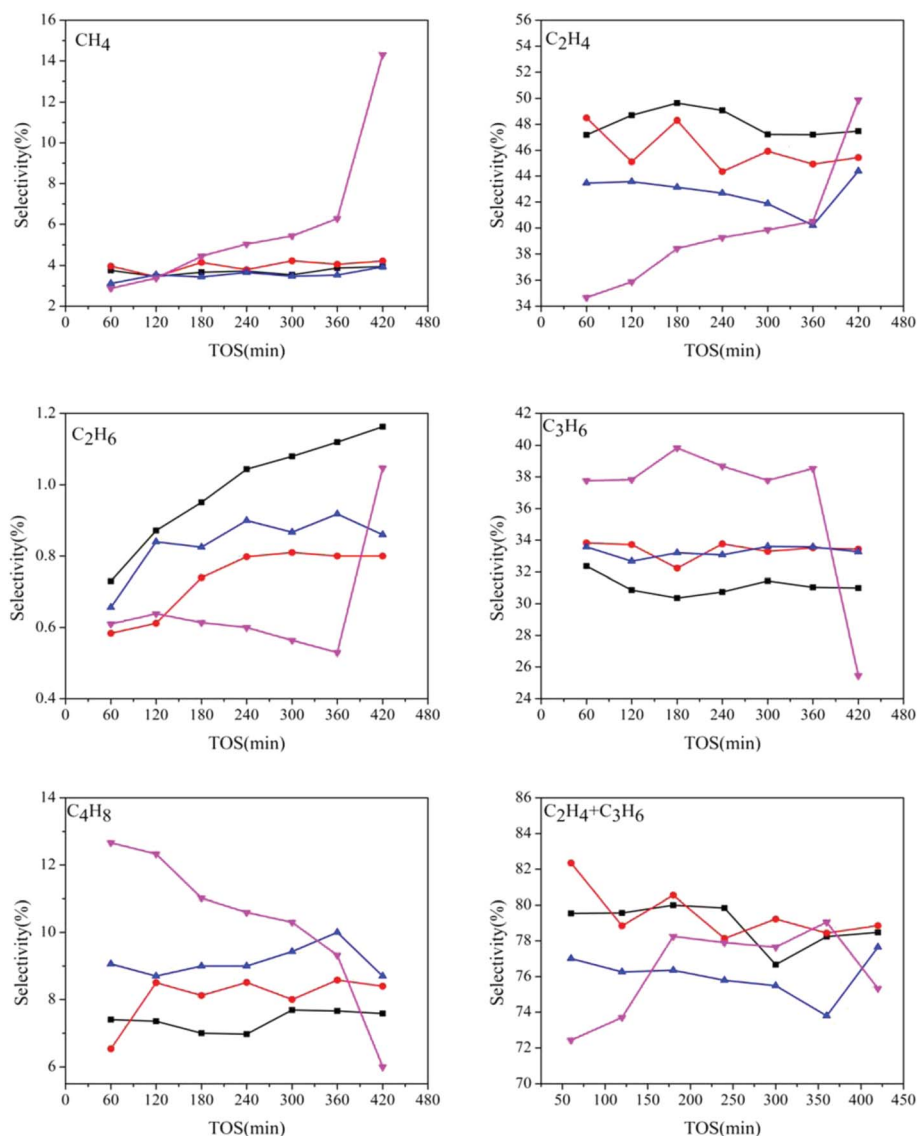 CH4
16
14
12
10
8
6
4
2
Selectivity(%)
0 60 120 180 240 300 360 420 480
TOS(min)
C2H4
56
54
52
50
48
46
44
42
40
38
36
34
Selectivity(%)
0 60 120 180 240 300 360 420 480
TOS(min)
C2H6
1.2
1.0
0.8
0.6
0.4
Selectivity(%)
0 60 120 180 240 300 360 420 480
TOS(min)
C3H6
42
40
38
36
34
32
30
28
26
24
Selectivity(%)
0 60 120 180 240 300 360 420 480
TOS(min)
C4H8
14
12
10
8
6
Selectivity(%)
0 60 120 180 240 300 360 420 480
TOS(min)
C2H4+C3H6
86
84
82
80
78
76
74
72
70
Selectivity(%)
50 100 150 200 250 300 350 400 450
TOS(min)